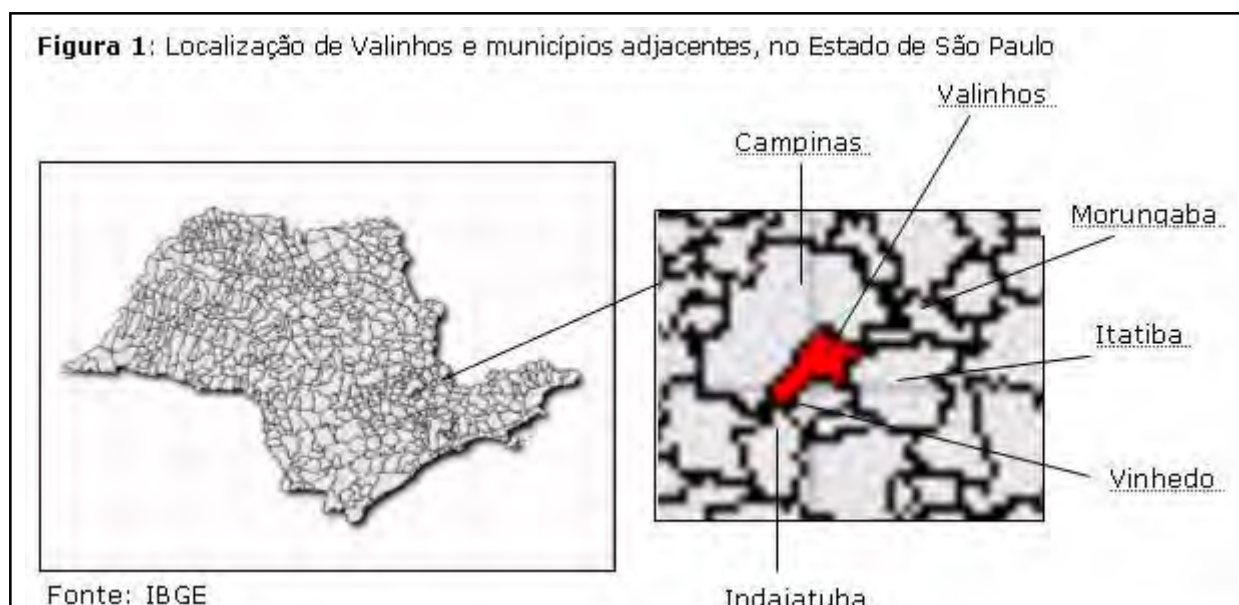 Figura 1: Localização de Valinhos e municípios adjacentes, no Estado de São Paulo
Valinhos
Campinas
Morungaba
Itatiba
Vinhedo
Indaiatuba
Fonte: IBGE